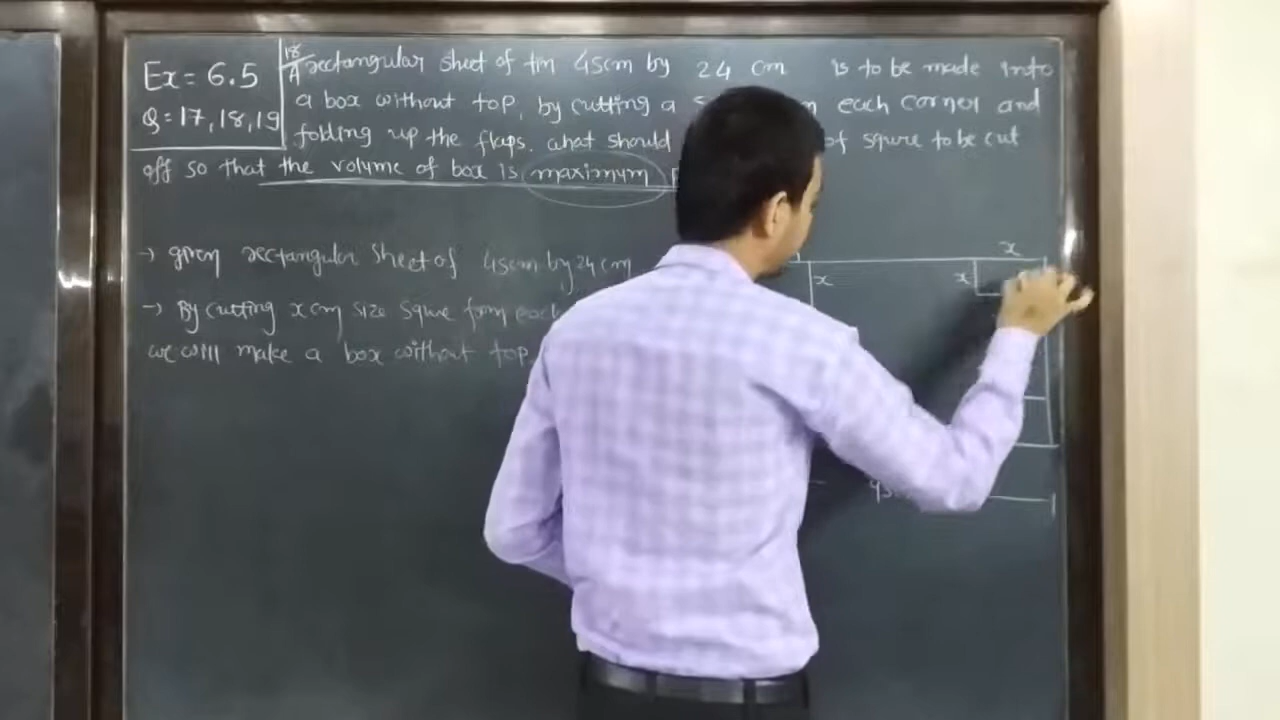 Ex = 6.5
Q = 17, 18, 19
18
A rectangular sheet of tin 45cm by 24 cm is to be made into
a box without top, by cutting a each corner and
folding up the flaps. what should of squre to be cut
off so that the volume of box is maximum
→ given rectangular sheet of 45cm by 24 cm
→ By cutting x cm size squre form
we will make a box without top.
x
x
x